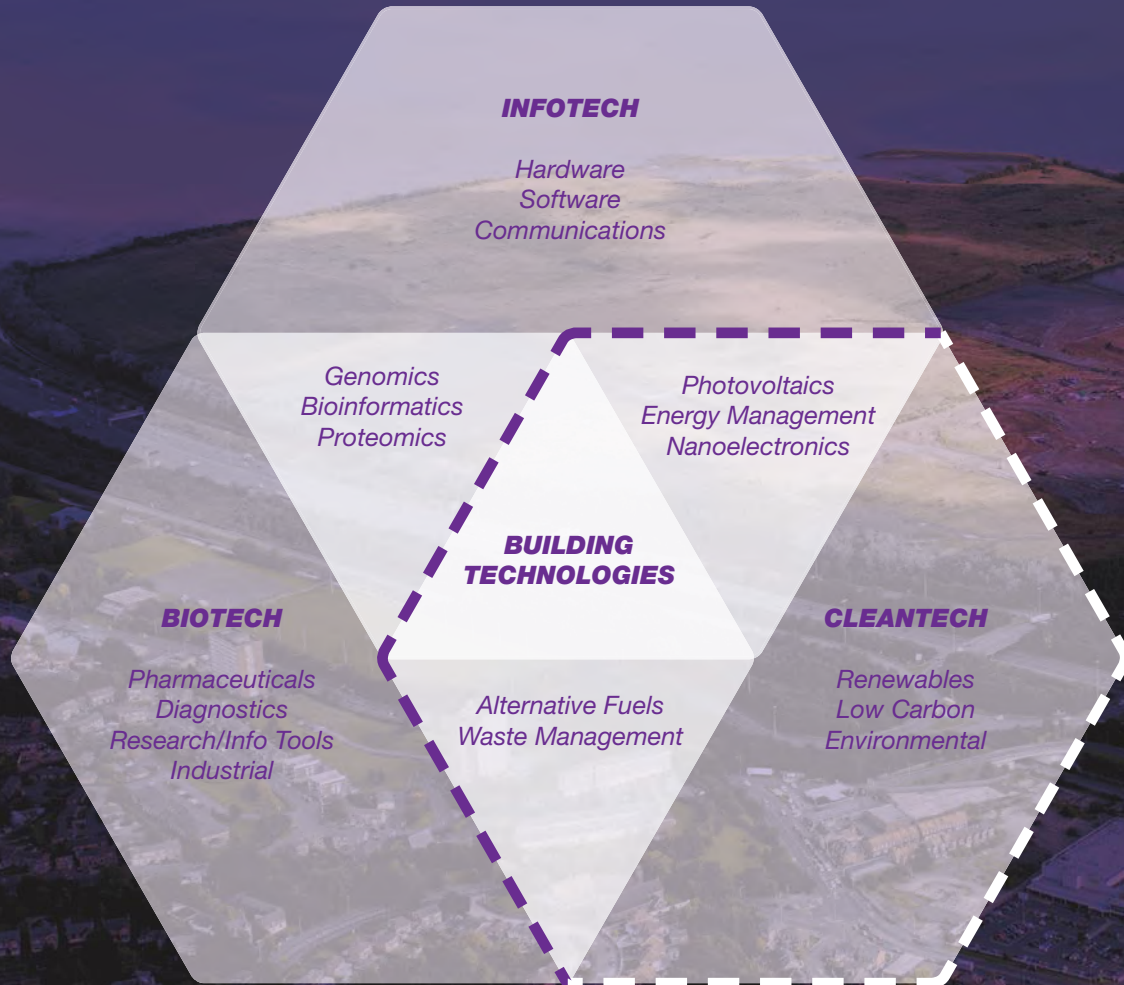 INFOTECH
Hardware
Software
Communications
Genomics
Bioinformatics
Proteomics
Photovoltaics
Energy Management
Nanoelectronics
BUILDING
TECHNOLOGIES
BIOTECH
Pharmaceuticals
Diagnostics
Research/Info Tools
Industrial
Alternative Fuels
Waste Management
CLEANTECH
Renewables
Low Carbon
Environmental